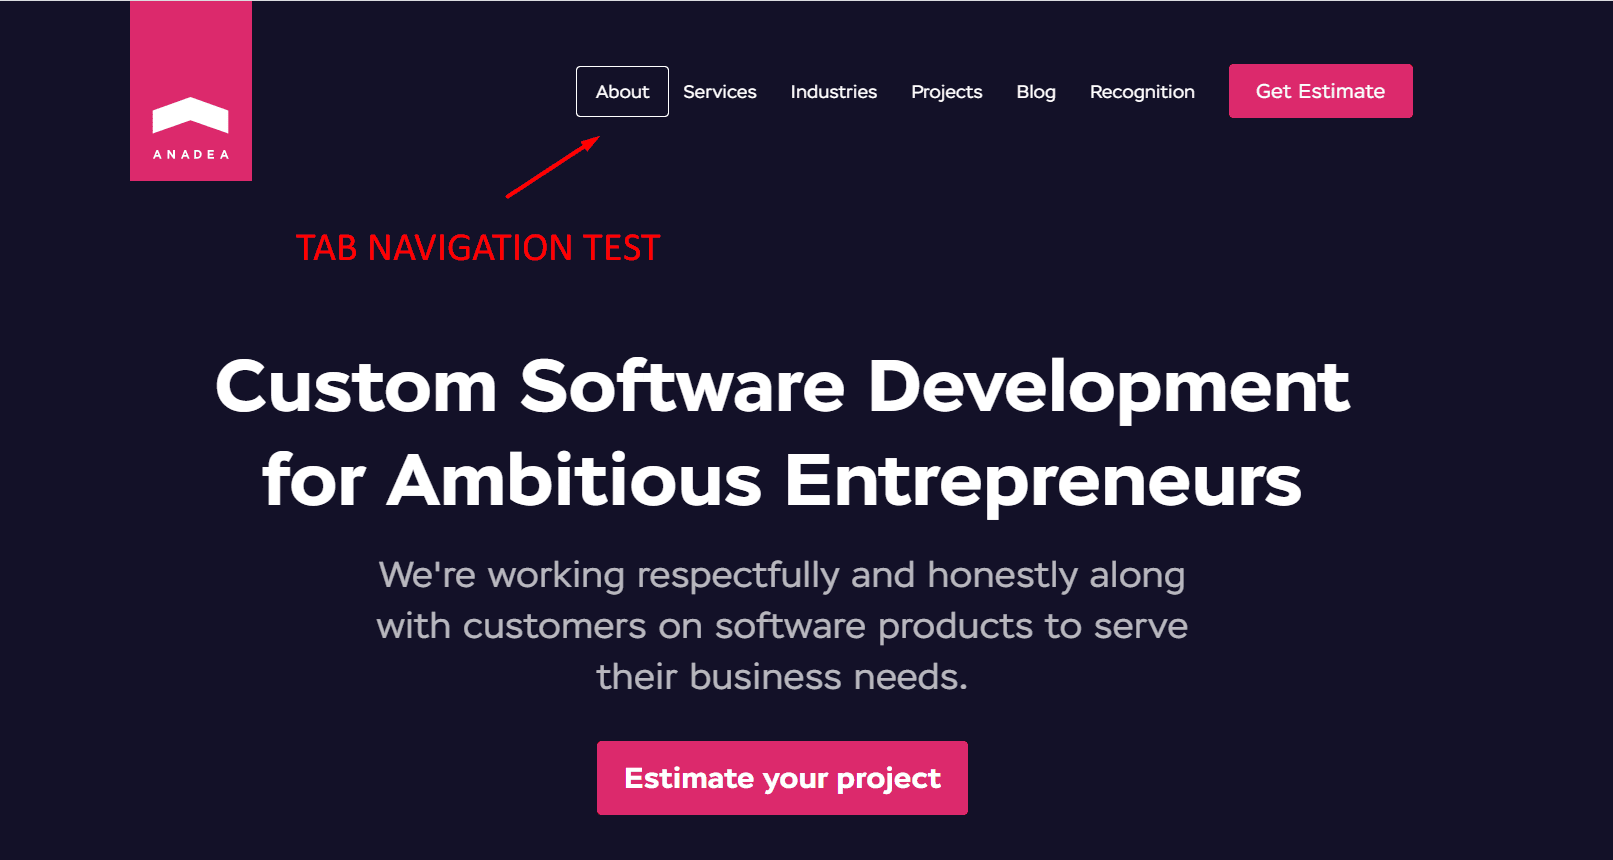 ANADEA
About
Services
Industries
Projects
Blog
Recognition
Get Estimate
TAB NAVIGATION TEST
Custom Software Development
for Ambitious Entrepreneurs
We're working respectfully and honestly along
with customers on software products to serve
their business needs.
Estimate your project